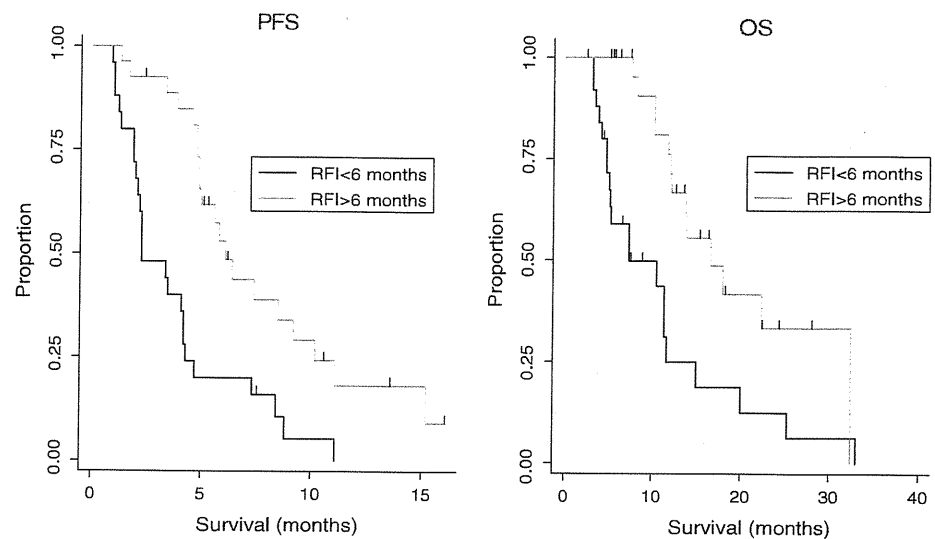 PFS
1.00
0.75
0.50
0.25
0.00
Proportion
RFI<6 months
RFI>6 months
0
5
10
15
Survival (months)
OS
1.00
0.75
0.50
0.25
0.00
Proportion
RFI<6 months
RFI>6 months
0
10
20
30
40
Survival (months)